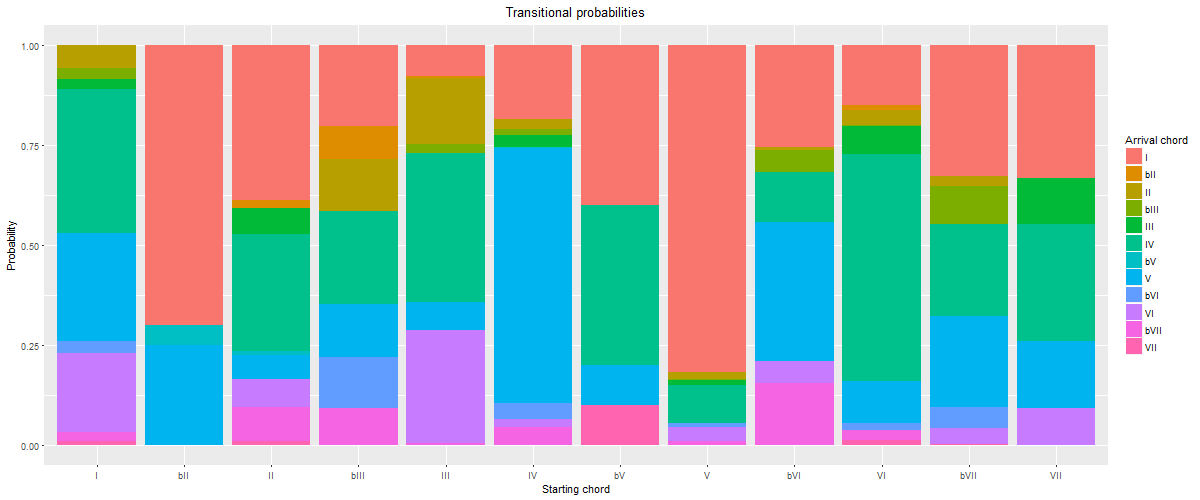 Transitional probabilities
1.00
0.75
0.50
0.25
0.00
Probability
I
bII
II
bIII
III
IV
bV
V
bVI
VI
bVII
VII
Starting chord
Arrival chord
I
bII
II
bIII
III
IV
bV
V
bVI
VI
bVII
VII